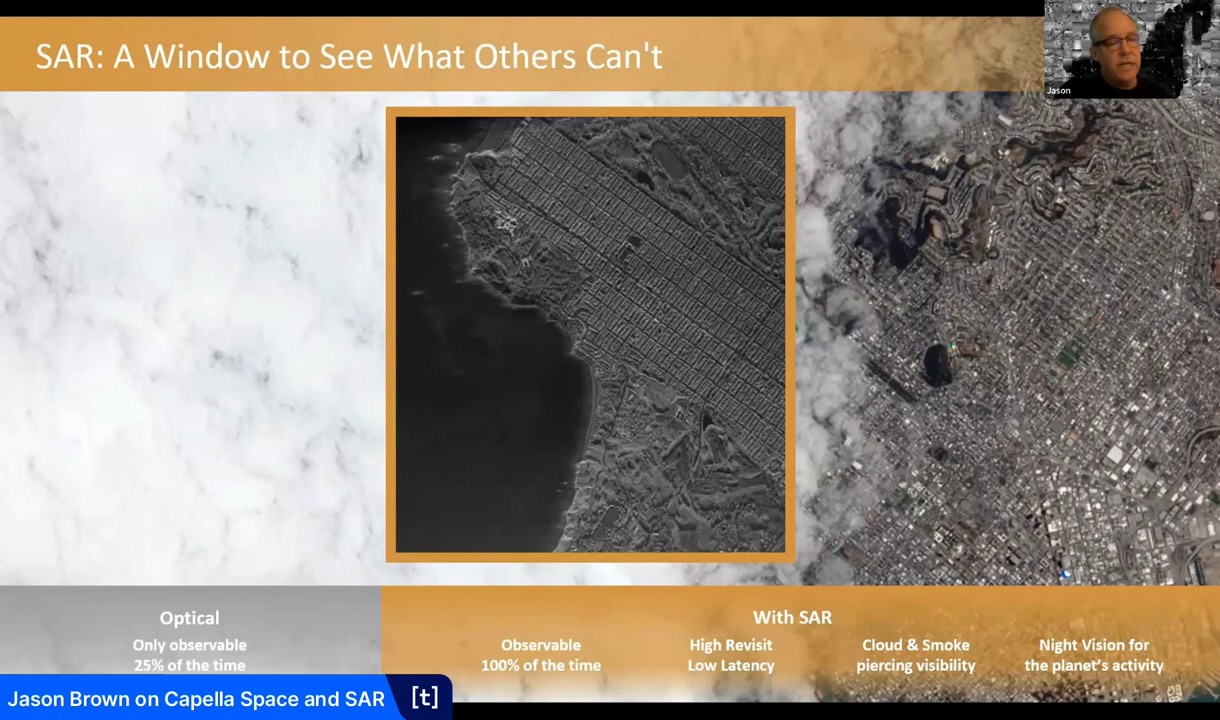 SAR: A Window to See What Others Can't
Jason
Optical
Only observable
25% of the time
With SAR
Observable
100% of the time
High Revisit
Low Latency
Cloud & Smoke
piercing visibility
Night Vision for
the planet's activity
Jason Brown on Capella Space and SAR
[t]